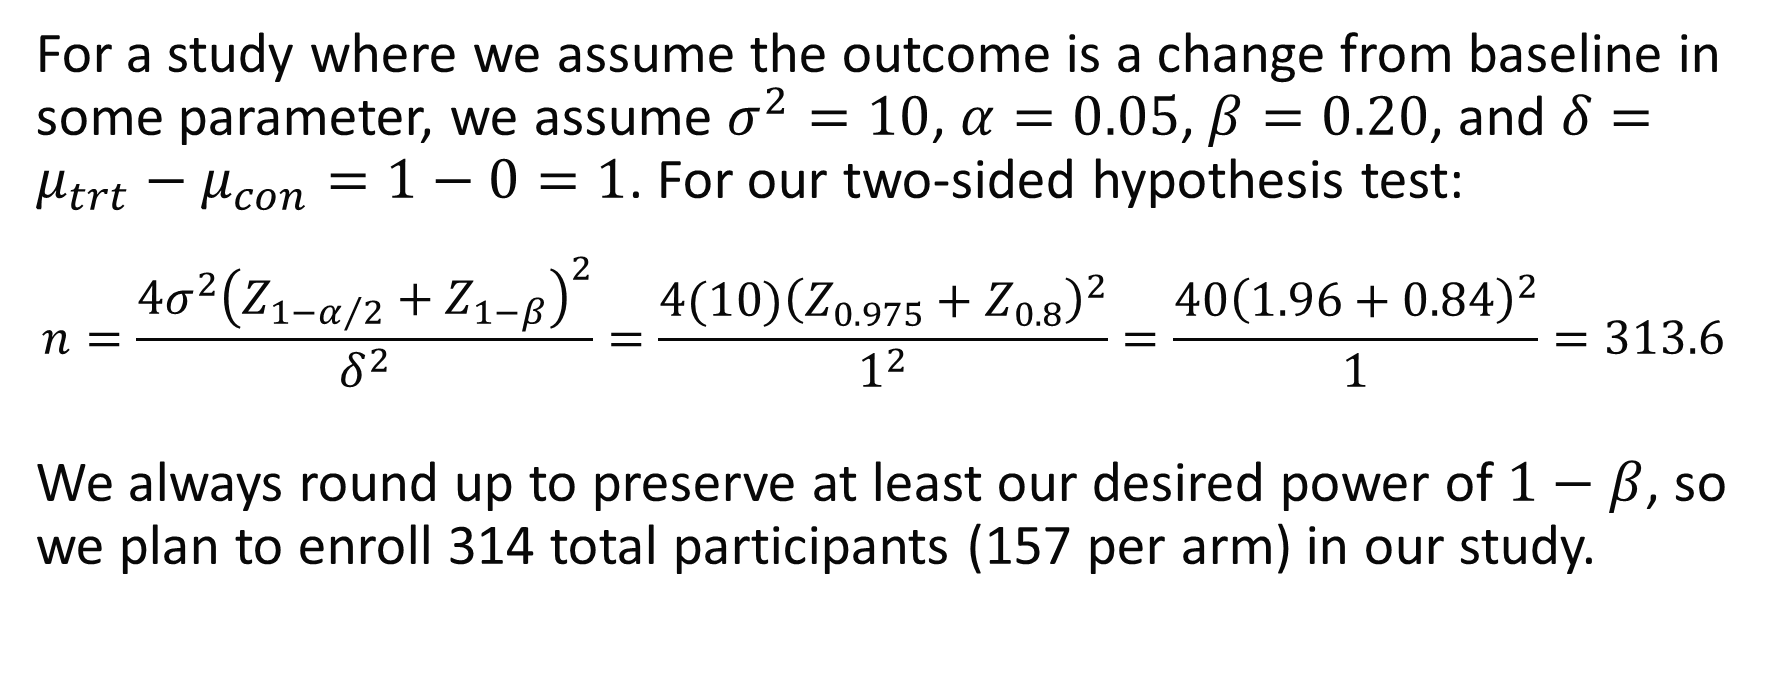 For a study where we assume the outcome is a change from baseline in
some parameter, we assume σ² = 10, α = 0.05, β = 0.20, and δ =
μ_trt − μ_con = 1 − 0 = 1. For our two-sided hypothesis test:
n = 4σ²(Z_{1−α/2} + Z_{1−β})² / δ² = 4(10)(Z_{0.975} + Z_{0.8})² / 1² = 40(1.96 + 0.84)² / 1 = 313.6
We always round up to preserve at least our desired power of 1 − β, so
we plan to enroll 314 total participants (157 per arm) in our study.